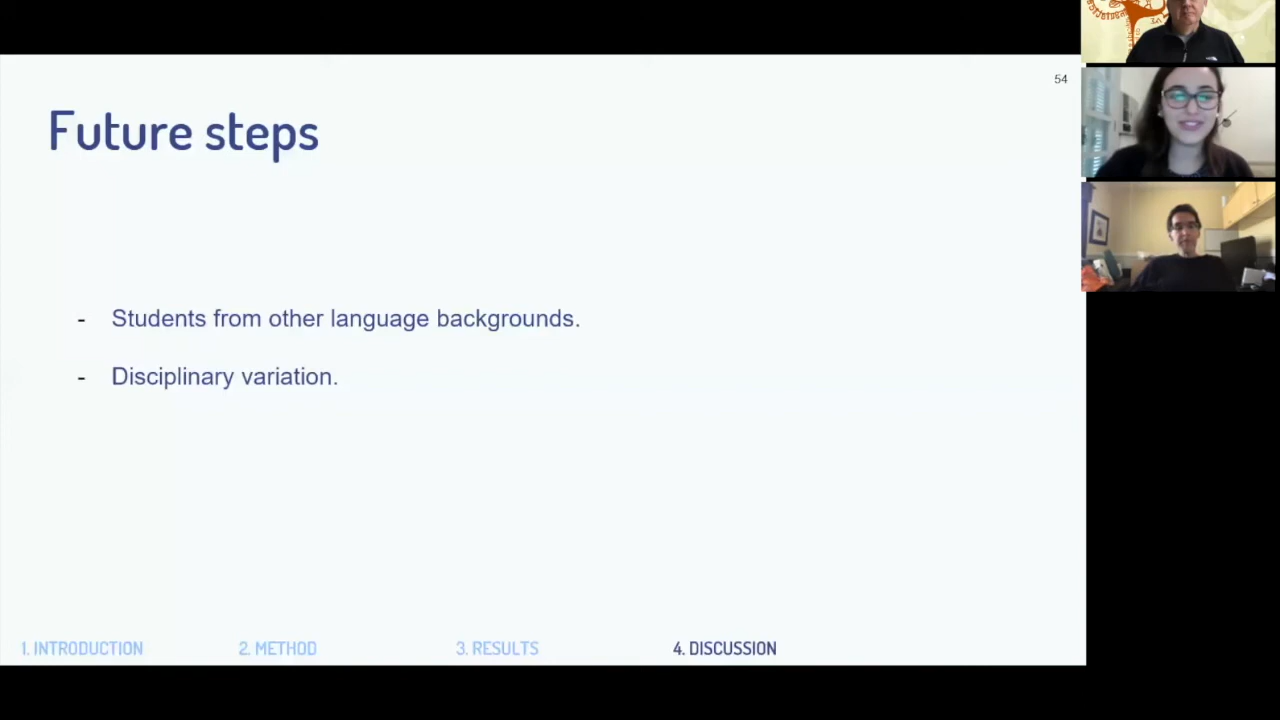 54
Future steps
- Students from other language backgrounds.
- Disciplinary variation.
1. INTRODUCTION 2. METHOD 3. RESULTS 4. DISCUSSION